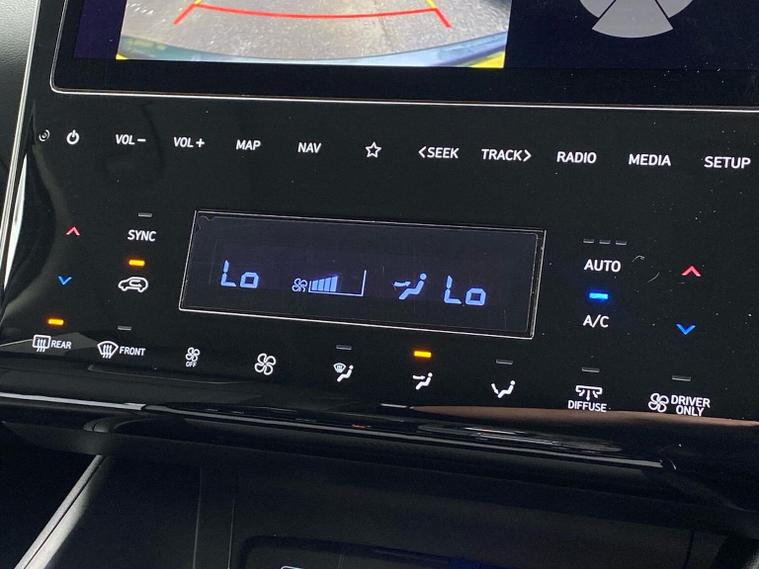 VOL− VOL+ MAP NAV <SEEK TRACK> RADIO MEDIA SETUP
SYNC
AUTO
Lo Lo
A/C
REAR FRONT OFF
DIFFUSE
DRIVER
ONLY